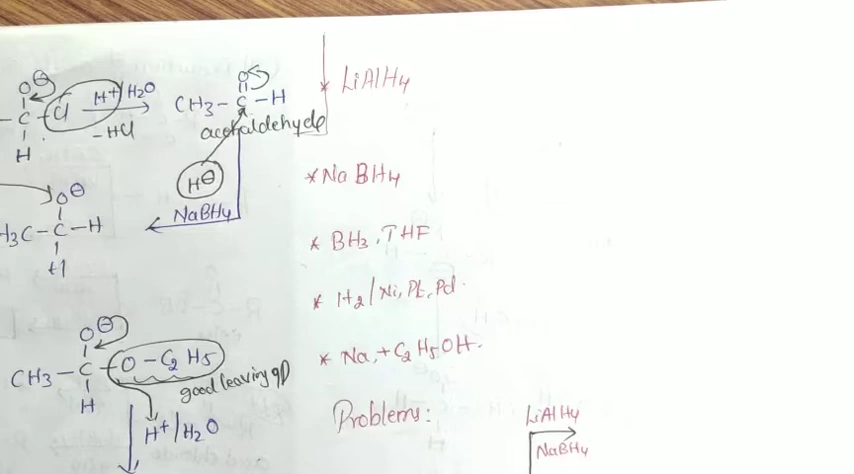 O⊖
– C – Cl H+/H2O → CH3 – C – H
– HCl
O
H
acetaldehyde
H⊖
NaBH4
O⊖
H3C – C – H
H
O⊖
CH3 – C – O – C2H5
H
good leaving gp
H+/H2O
* LiAlH4
* NaBH4
* BH3.THF
* H2/Ni, Pt, Pd.
* Na, + C2H5OH.
Problems:
LiAlH4
NaBH4